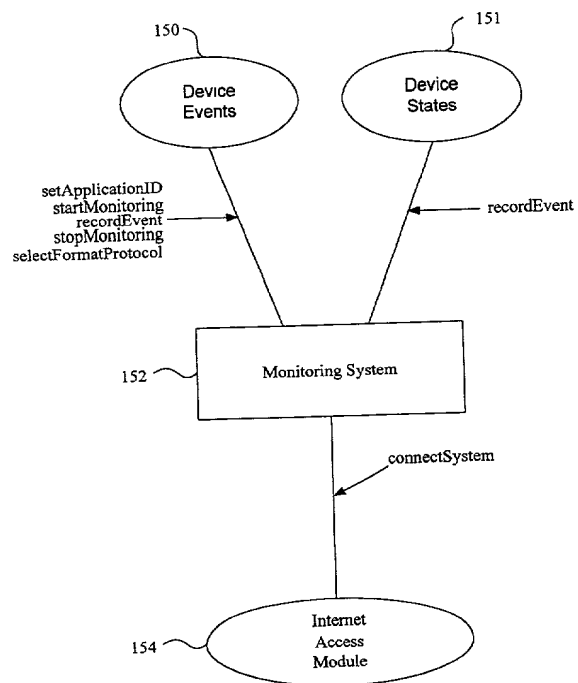 150
151
Device
Events
Device
States
setApplicationID
startMonitoring
recordEvent
stopMonitoring
selectFormatProtocol
recordEvent
152
Monitoring System
connectSystem
154
Internet
Access
Module